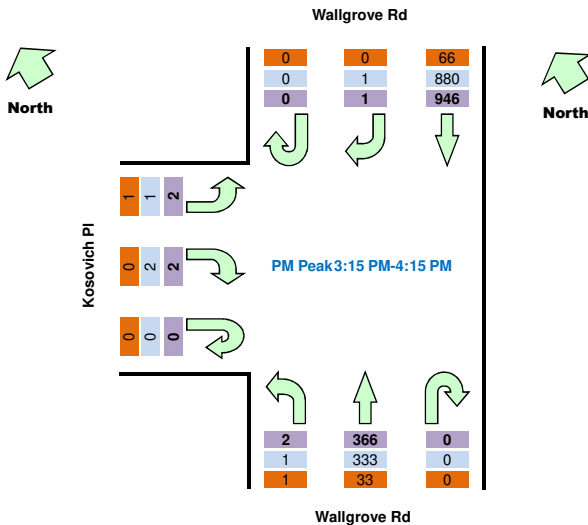 Wallgrove Rd
0 0 66
0 1 880
0 1 946
North
North
1 1 2
0 2 2
0 0 0
Kosovich Pl
PM Peak3:15 PM-4:15 PM
2 366 0
1 333 0
1 33 0
Wallgrove Rd